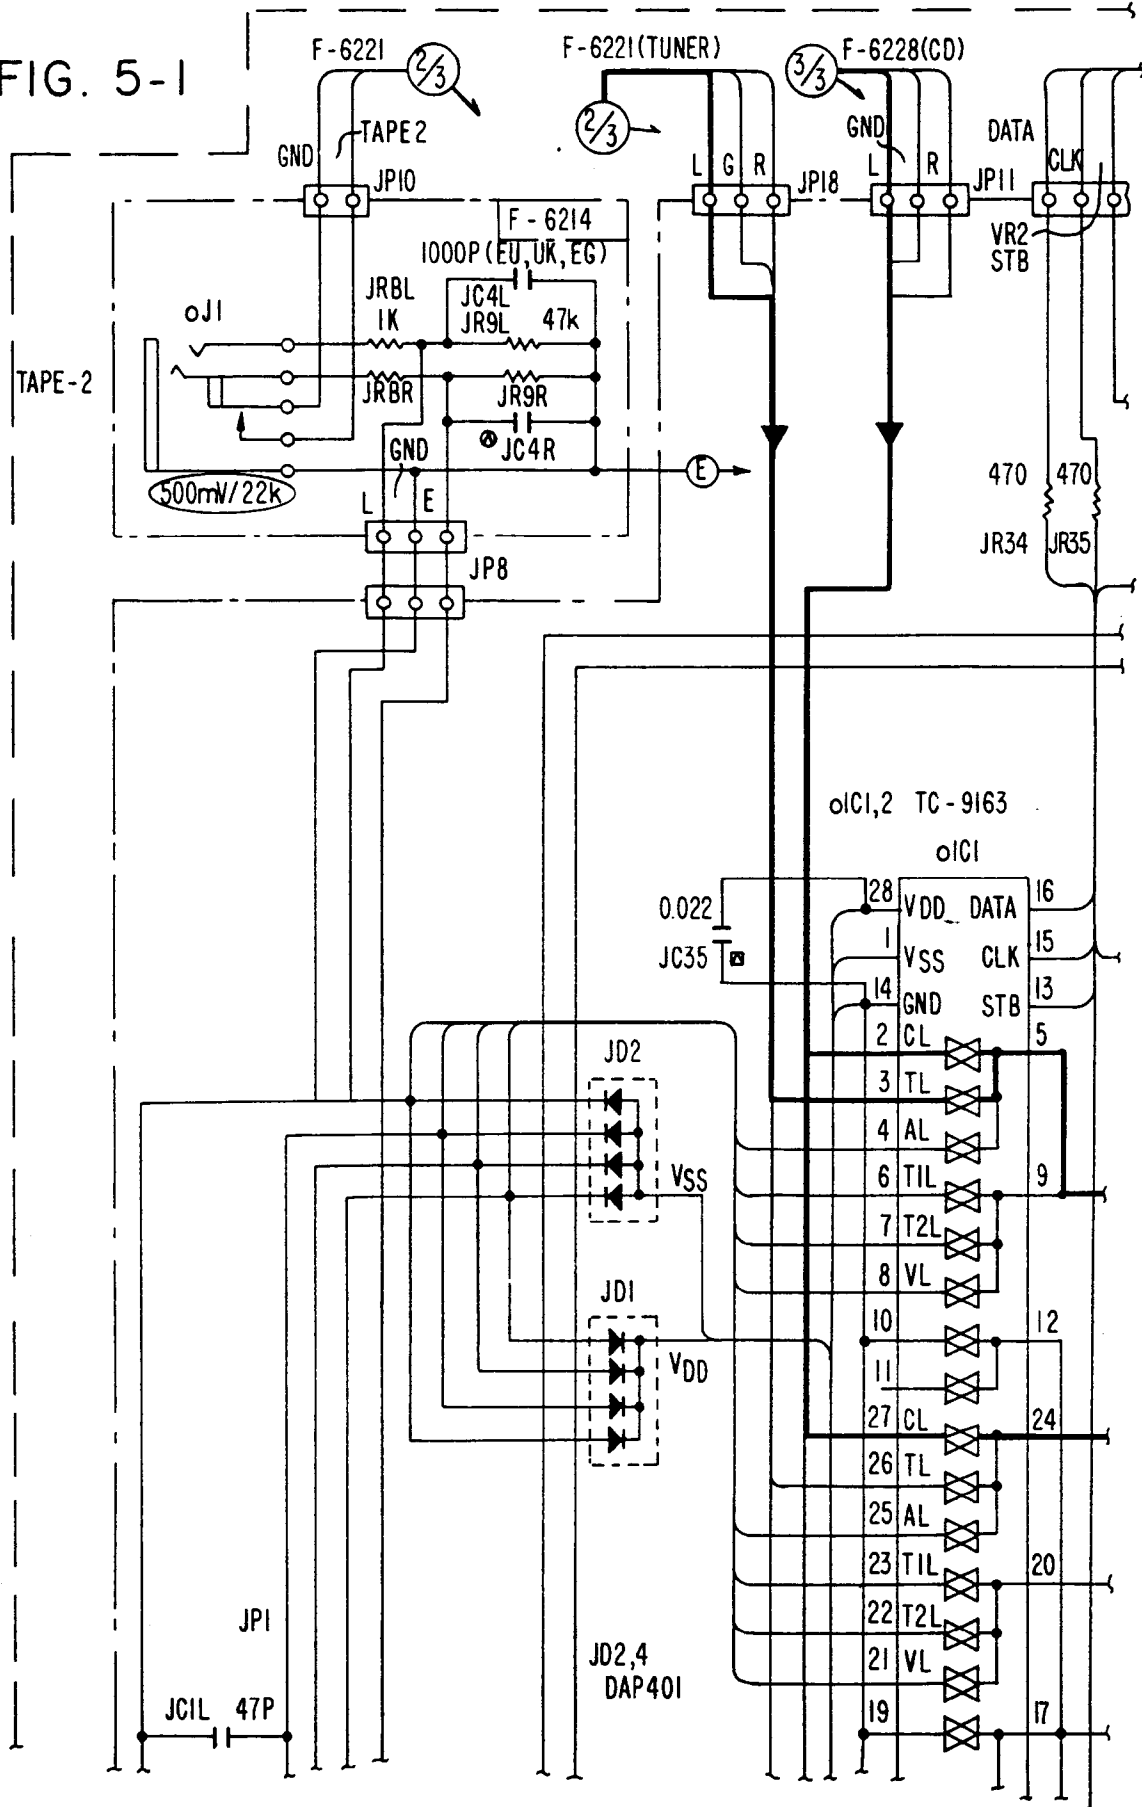 FIG. 5-1
F-6221
2/3
F-6221(TUNER)
2/3
3/3
F-6228(CD)
GND
TAPE2
JP10
L G R
JP18
GND
L R
JP11
DATA
CLK
VR2
STB
F-6214
1000P(EU,UK,EG)
oJ1
JRBL
1K
JC4L
JR9L
47k
TAPE-2
JRBR
JR9R
JC4R
GND
500mV/22k
L E
E
JP8
470 470
JR34 JR35
oIC1,2 TC-9163
oIC1
0.022
JC35
28 VDD DATA 16
1 VSS CLK 15
14 GND STB 13
2 CL 5
3 TL
4 AL
6 T1L 9
7 T2L
8 VL
10 12
11
27 CL 24
26 TL
25 AL
23 T1L 20
22 T2L
21 VL
19 17
JD2
VSS
JD1
VDD
JP1
JD2,4
DAP401
JC1L 47P